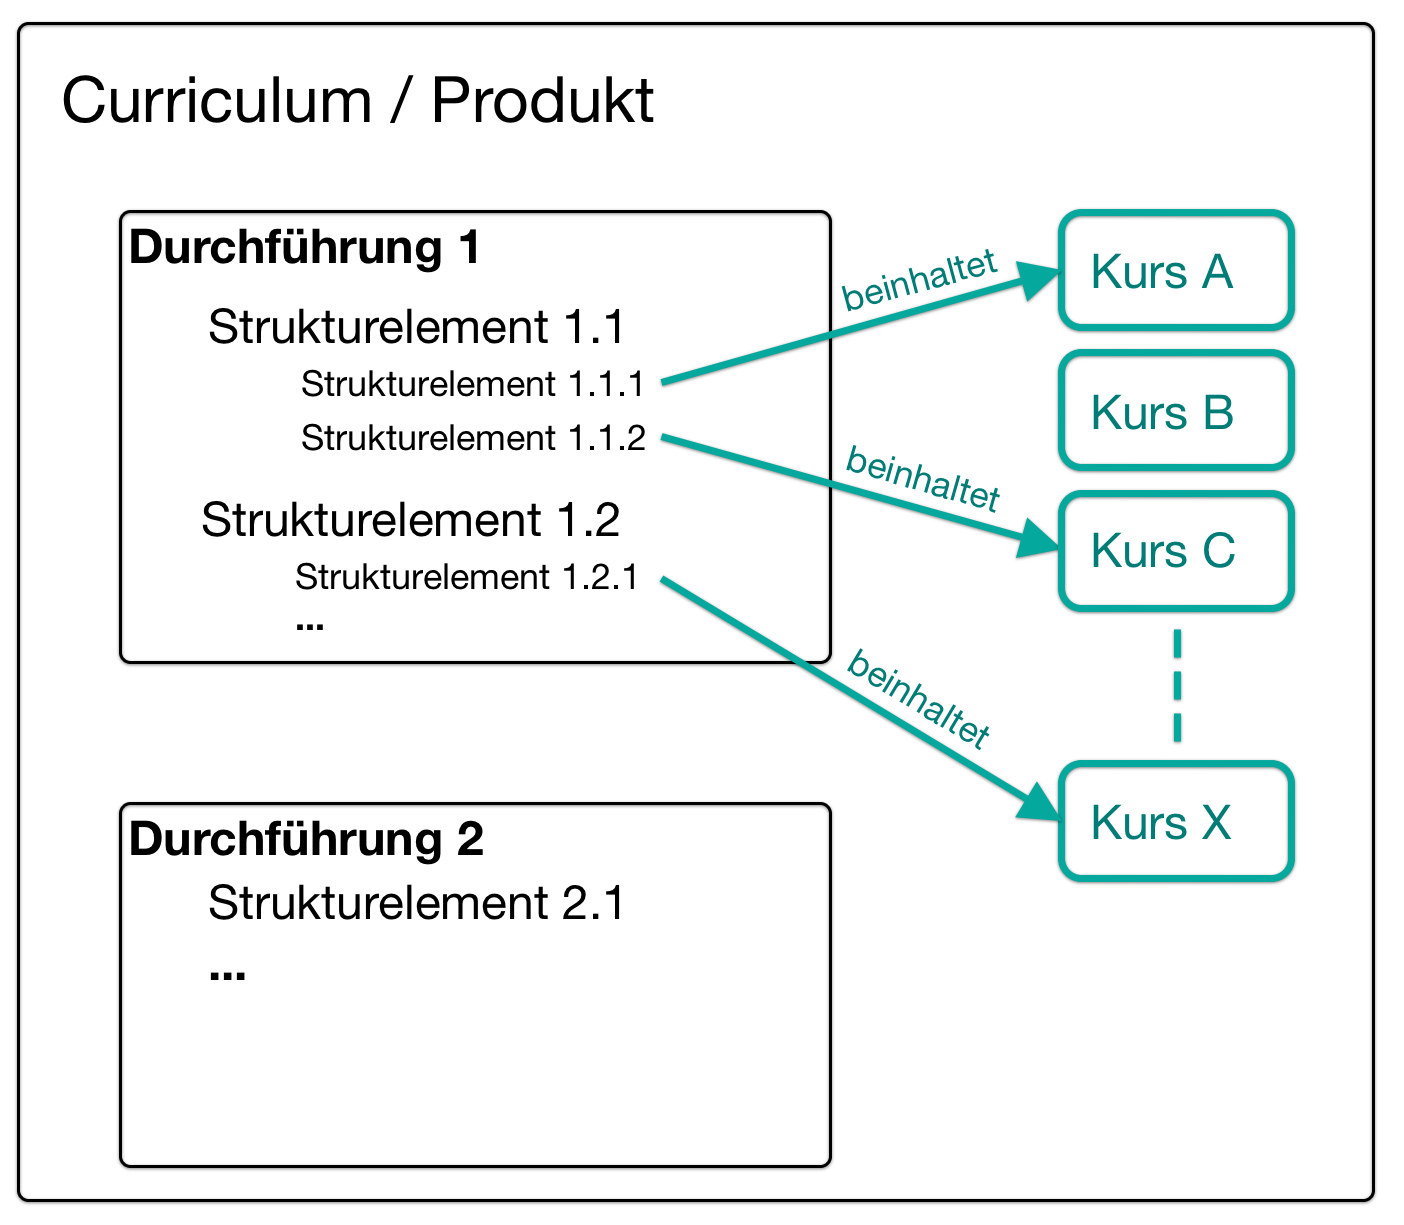 Curriculum / Produkt
Durchführung 1
Strukturelement 1.1
Strukturelement 1.1.1
Strukturelement 1.1.2
Strukturelement 1.2
Strukturelement 1.2.1
...
beinhaltet
beinhaltet
beinhaltet
Kurs A
Kurs B
Kurs C
Kurs X
Durchführung 2
Strukturelement 2.1
...